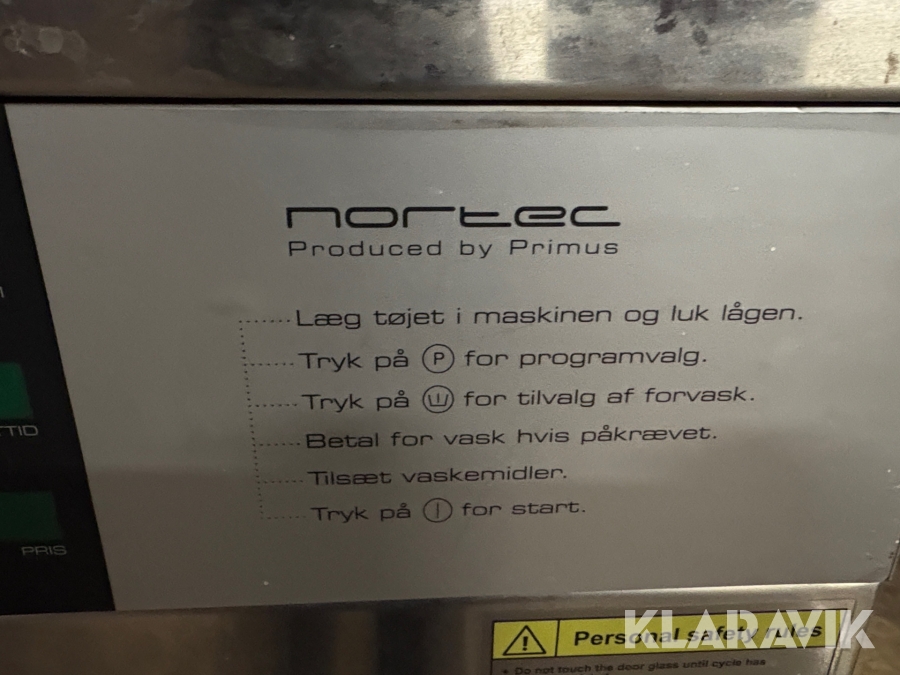 nortec
Produced by Primus
Læg tøjet i maskinen og luk lågen.
Tryk på P for programvalg.
Tryk på for tilvalg af forvask.
Betal for vask hvis påkrævet.
Tilsæt vaskemidler.
Tryk på for start.
PRIS
KLARAVIK
Personal safety rules
Do not touch the door glass until cycle has